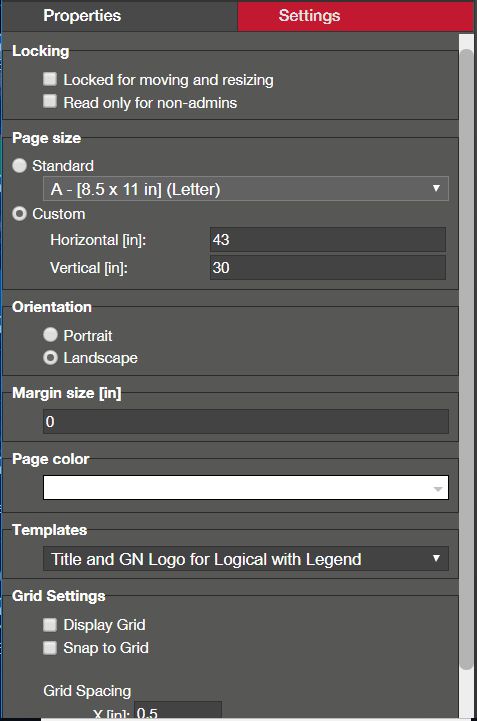 Properties Settings
Locking
Locked for moving and resizing
Read only for non-admins
Page size
Standard
A - [8.5 x 11 in] (Letter)
Custom
Horizontal [in]: 43
Vertical [in]: 30
Orientation
Portrait
Landscape
Margin size [in]
0
Page color
Templates
Title and GN Logo for Logical with Legend
Grid Settings
Display Grid
Snap to Grid
Grid Spacing
X [in]: 0.5